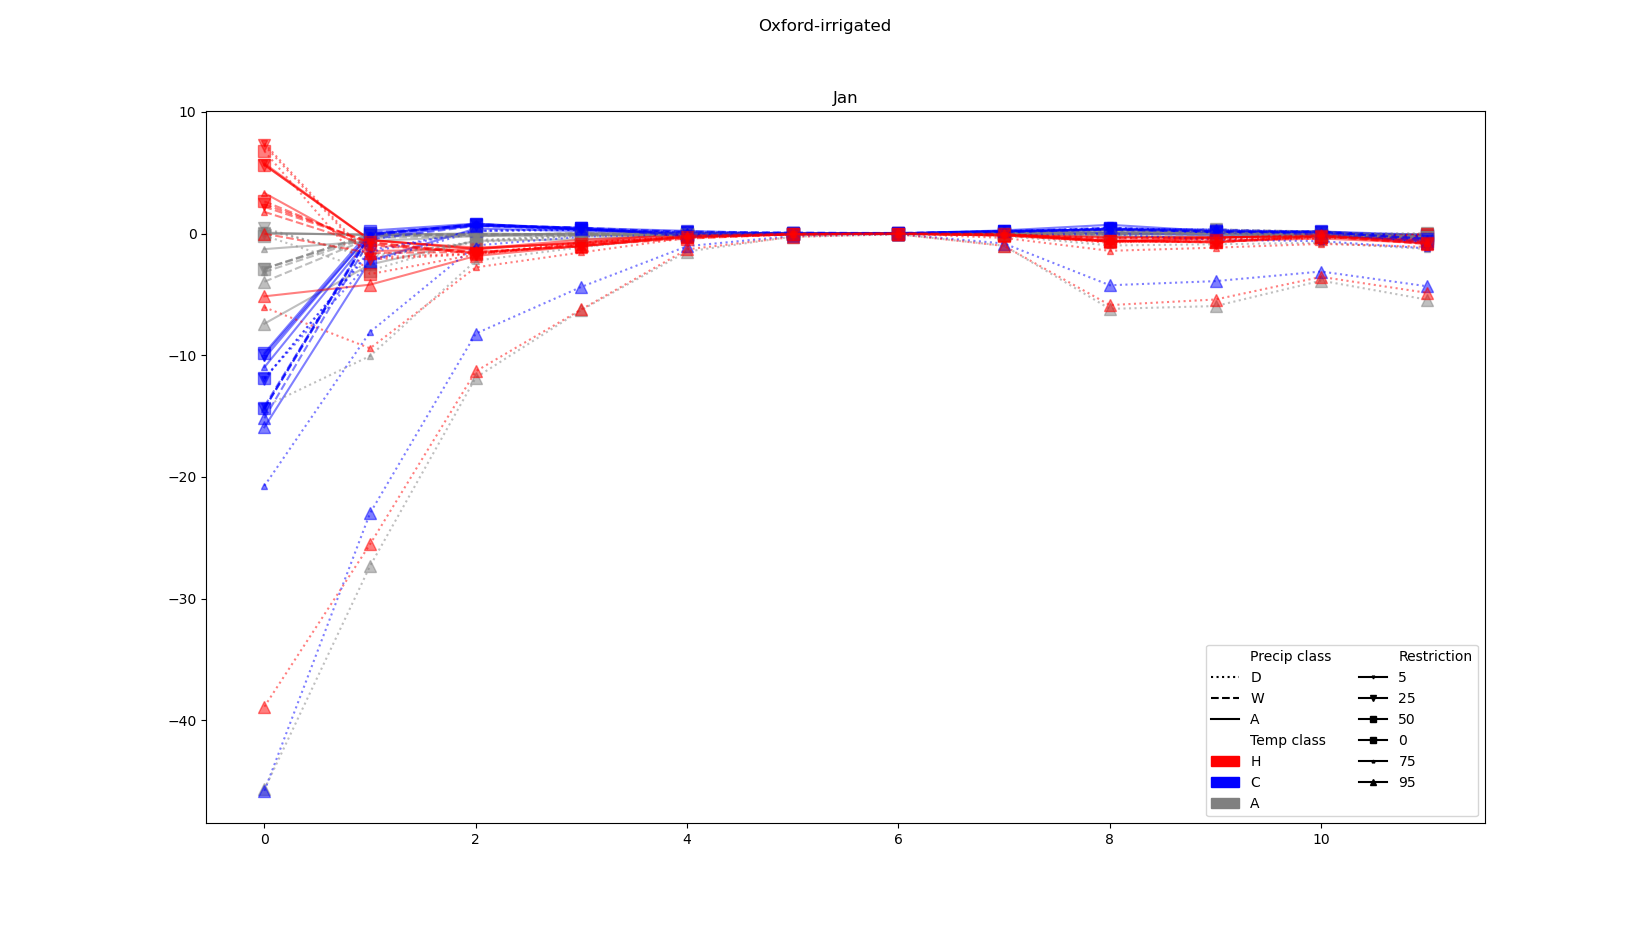 Oxford-irrigated
Jan
10
0
−10
−20
−30
−40
0 2 4 6 8 10
Precip class
D
W
A
Temp class
H
C
A
Restriction
5
25
50
0
75
95